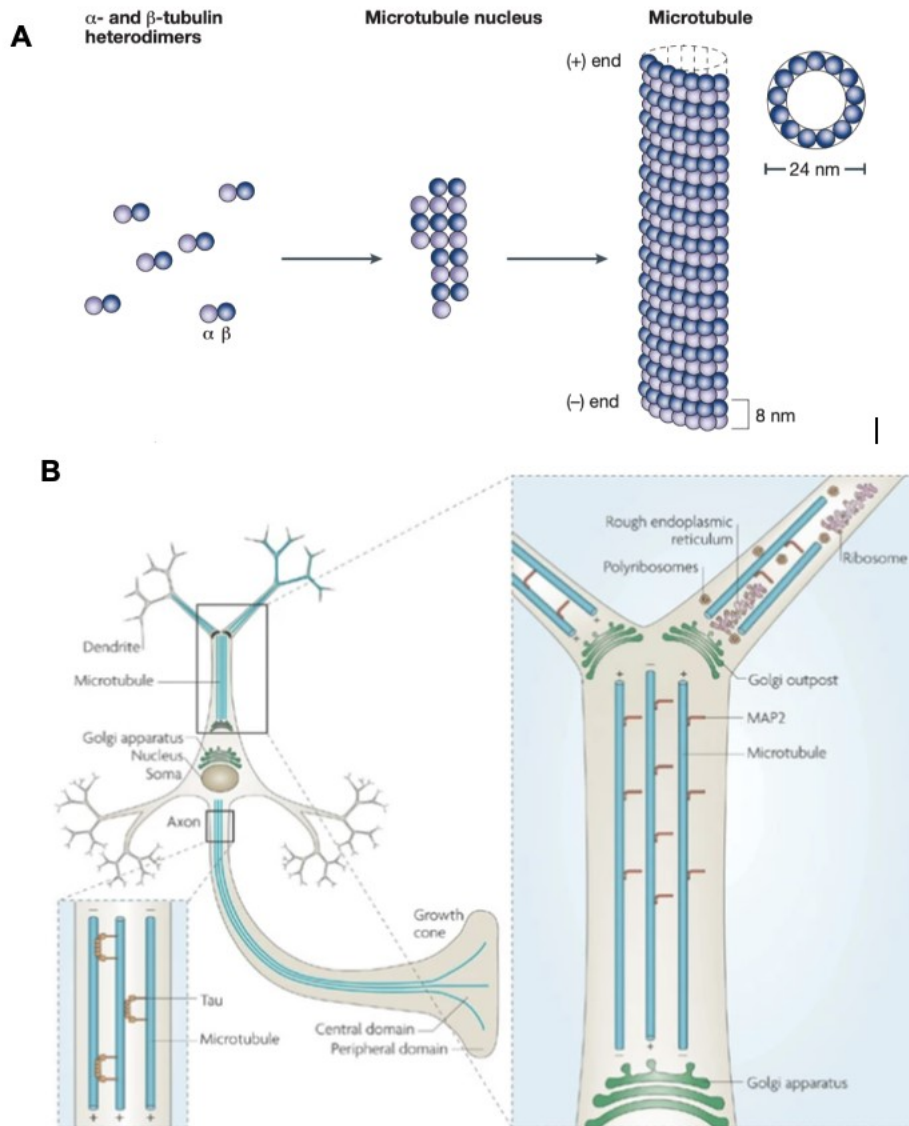 A
α- and β-tubulin
heterodimers
Microtubule nucleus
Microtubule
(+) end
24 nm
α β
(–) end
8 nm
B
Dendrite
Microtubule
Golgi apparatus
Nucleus
Soma
Axon
Growth
cone
Central domain
Peripheral domain
– –
Tau
Microtubule
+ + +
Rough endoplasmic
reticulum
Polyribosomes
Ribosome
Golgi outpost
+ – +
MAP2
Microtubule
– + –
Golgi apparatus